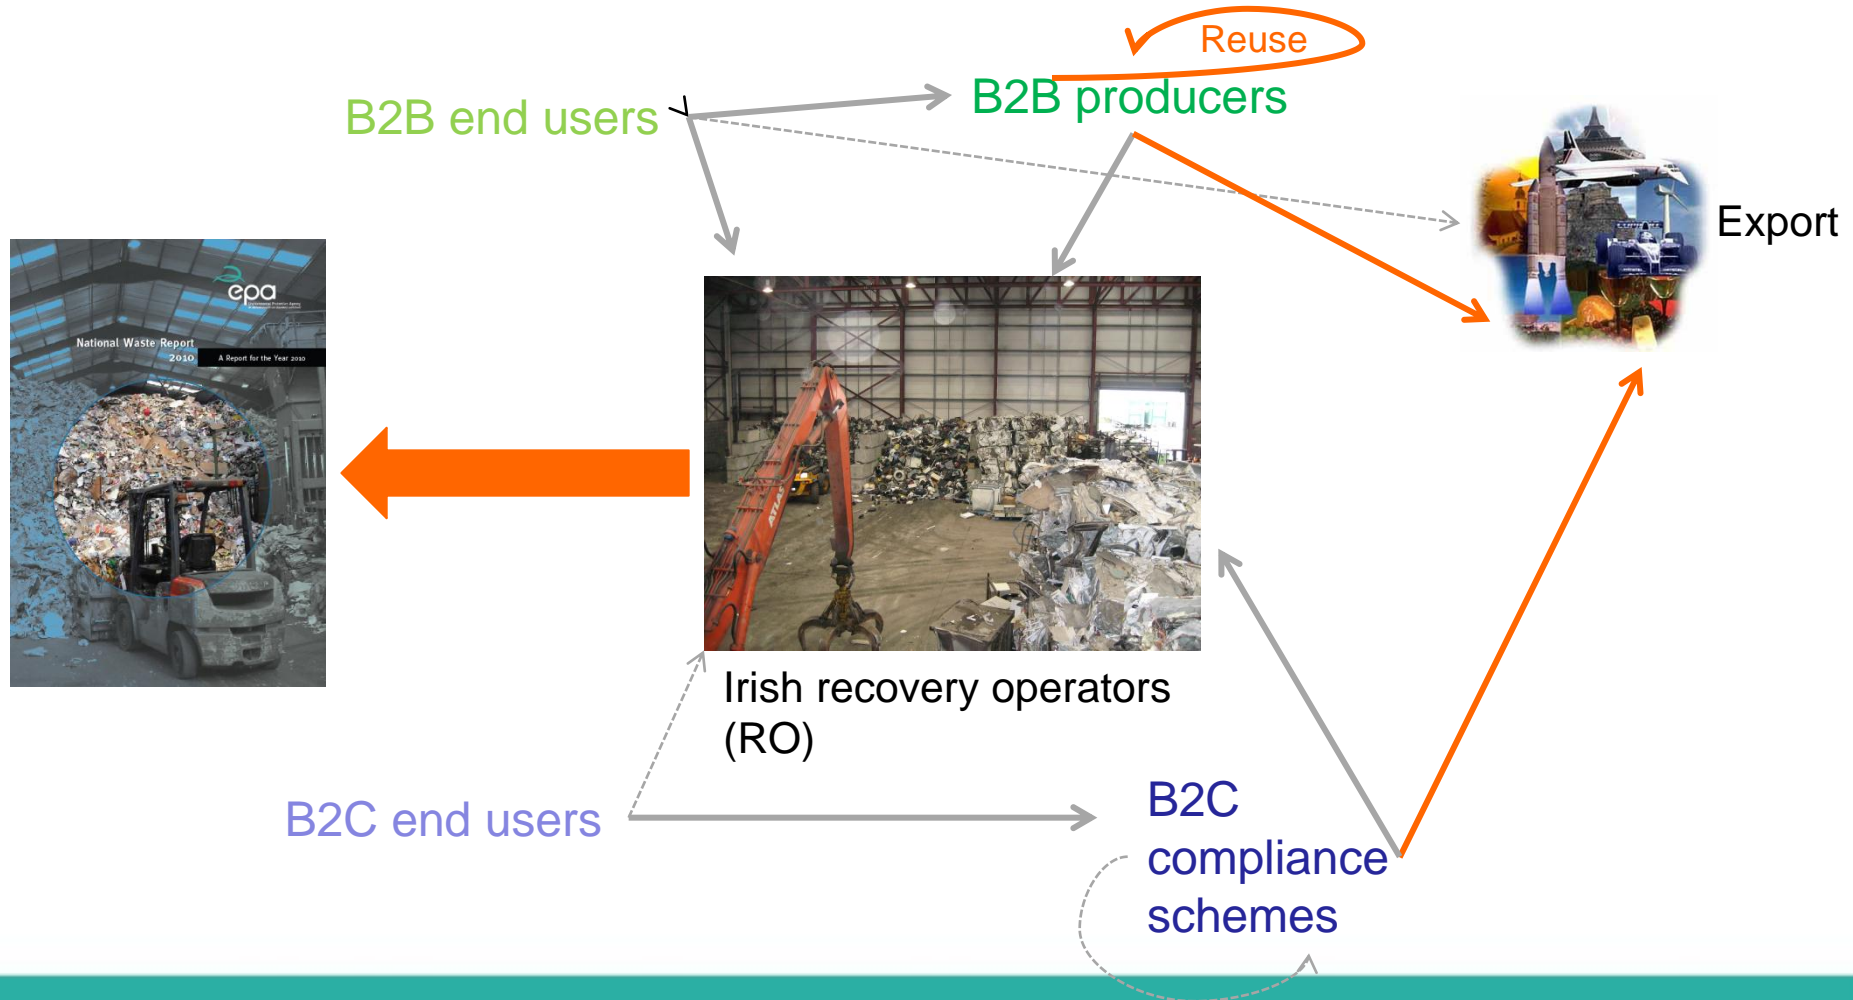 Reuse
B2B producers
B2B end users
Export
epa
National Waste Report
2010
A Report for the Year 2010
ATLAS
Irish recovery operators
(RO)
B2C end users
B2C
compliance
schemes